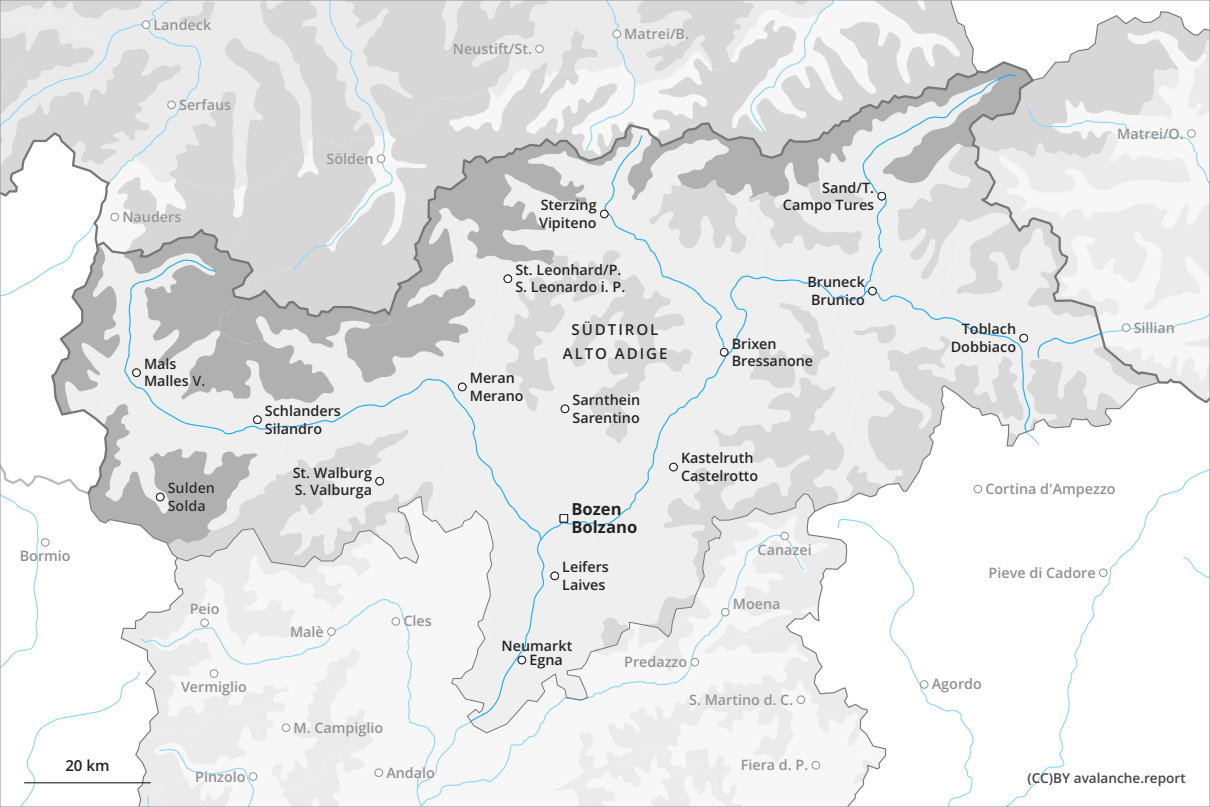 Landeck
Matrei/B.
Neustift/St.
Serfaus
Matrei/O.
Sölden
Sand/T.
Campo Tures
Sterzing
Vipiteno
Nauders
St. Leonhard/P.
S. Leonardo i. P.
Bruneck
Brunico
SÜDTIROL
ALTO ADIGE
Toblach
Dobbiaco
Sillian
Brixen
Bressanone
Mals
Malles V.
Meran
Merano
Sarnthein
Sarentino
Schlanders
Silandro
Kastelruth
Castelrotto
St. Walburg
S. Valburga
Sulden
Solda
Cortina d'Ampezzo
Bozen
Bolzano
Bormio
Canazei
Leifers
Laives
Pieve di Cadore
Peio
Moena
Malè
Cles
Neumarkt
Egna
Predazzo
Vermiglio
Agordo
S. Martino d. C.
M. Campiglio
Fiera d. P.
20 km
Pinzolo
Andalo
(CC)BY avalanche.report